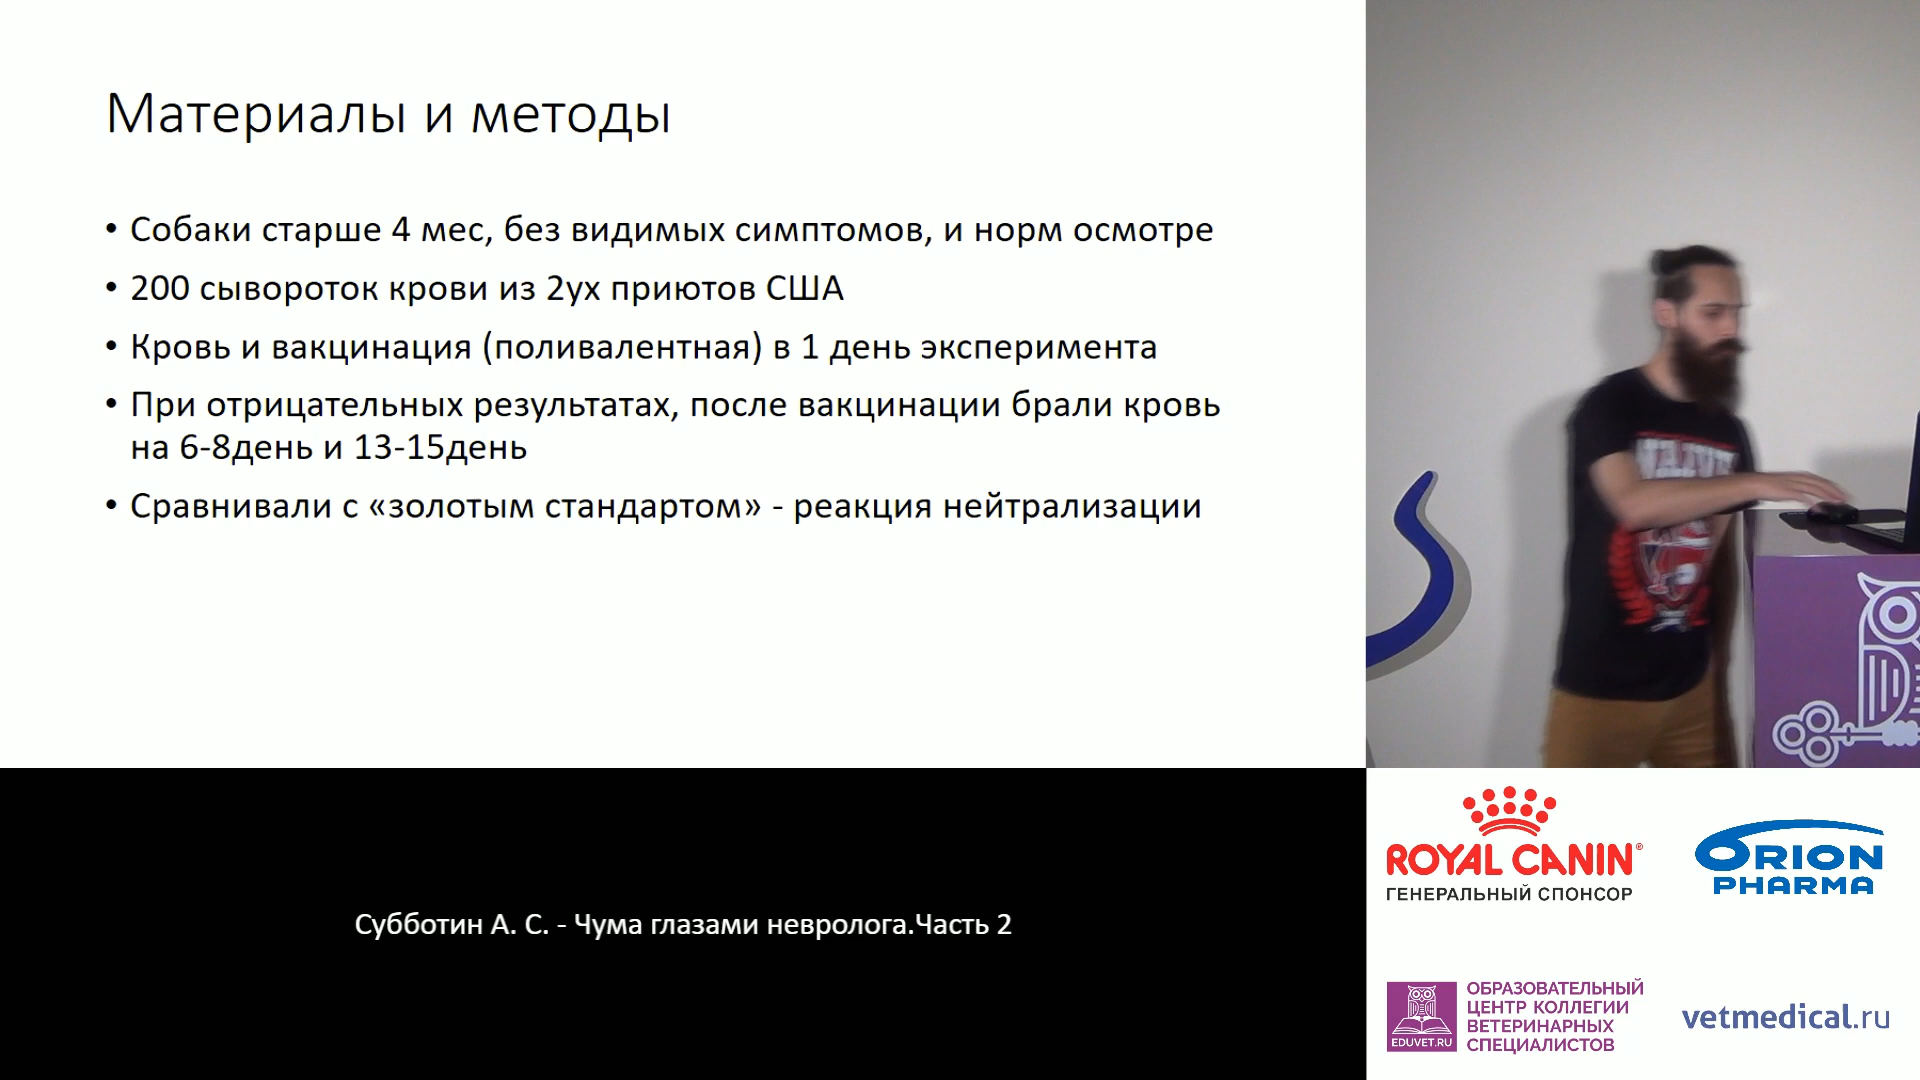 Материалы и методы
• Собаки старше 4 мес, без видимых симптомов, и норм осмотре
• 200 сывороток крови из 2ух приютов США
• Кровь и вакцинация (поливалентная) в 1 день эксперимента
• При отрицательных результатах, после вакцинации брали кровь
на 6-8день и 13-15день
• Сравнивали с «золотым стандартом» - реакция нейтрализации
Субботин А. С. - Чума глазами невролога.Часть 2
ROYAL CANIN®
ГЕНЕРАЛЬНЫЙ СПОНСОР
ORION
PHARMA
EDUVET.RU
ОБРАЗОВАТЕЛЬНЫЙ
ЦЕНТР КОЛЛЕГИИ
ВЕТЕРИНАРНЫХ
СПЕЦИАЛИСТОВ
vetmedical.ru